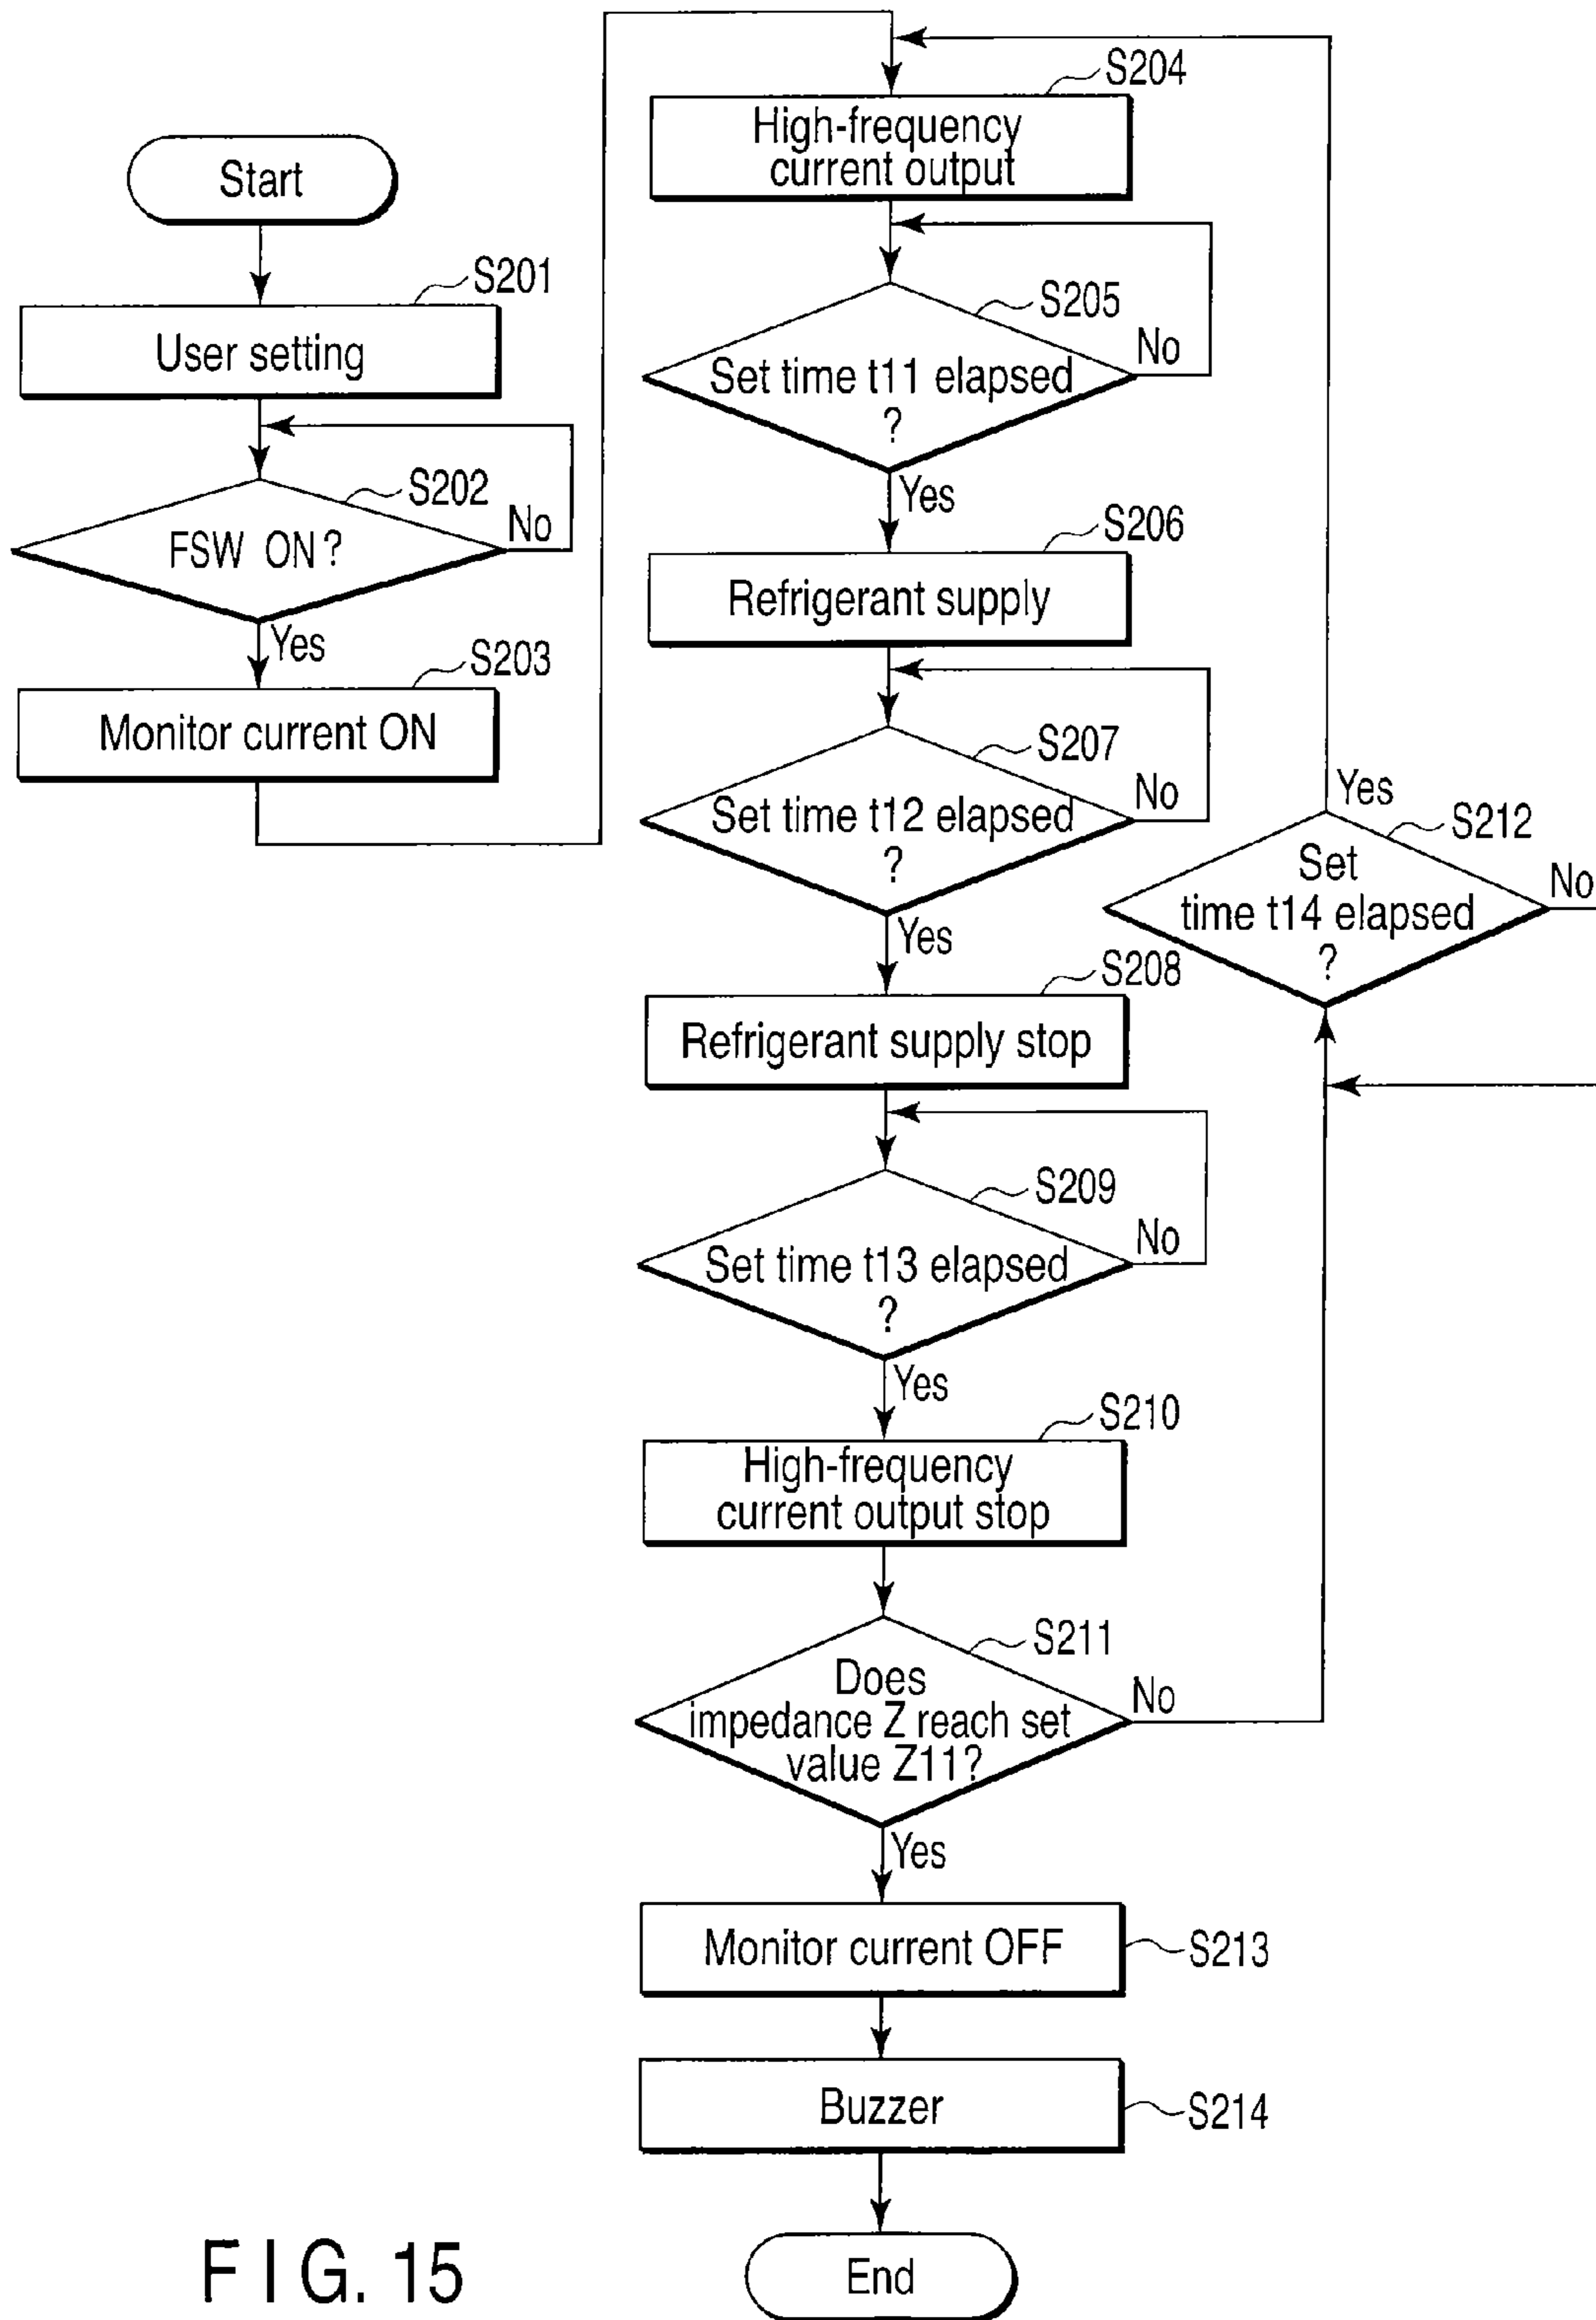 Start
S201
User setting
S202
FSW ON?
No
Yes
S203
Monitor current ON
S204
High-frequency
current output
S205
Set time t11 elapsed
?
No
Yes
S206
Refrigerant supply
S207
Set time t12 elapsed
?
No
Yes
S208
Refrigerant supply stop
S209
Set time t13 elapsed
?
No
Yes
S210
High-frequency
current output stop
S211
Does
impedance Z reach set
value Z11?
No
Yes
S212
Set
time t14 elapsed
?
Yes
No
Monitor current OFF
S213
Buzzer
S214
End
FIG. 15